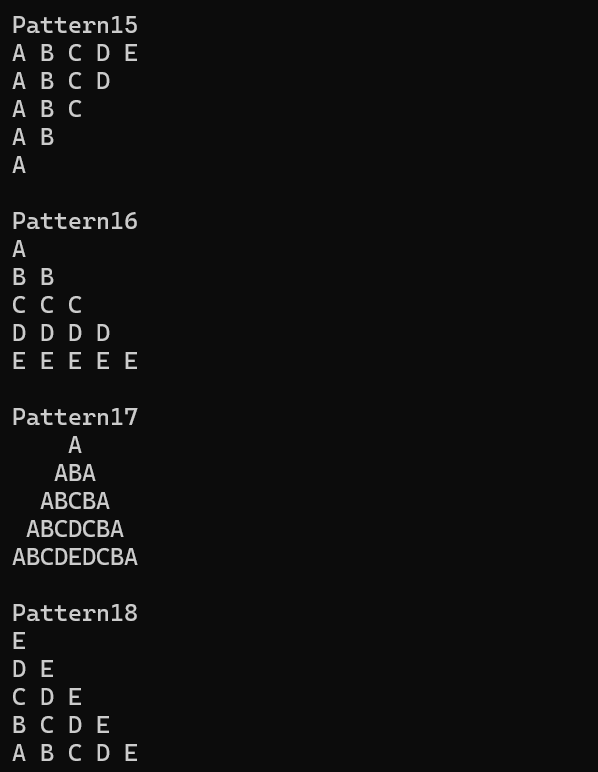 Pattern15
A B C D E
A B C D
A B C
A B
A

Pattern16
A
B B
C C C
D D D D
E E E E E

Pattern17
    A
   ABA
  ABCBA
 ABCDCBA
ABCDEDCBA

Pattern18
E
D E
C D E
B C D E
A B C D E